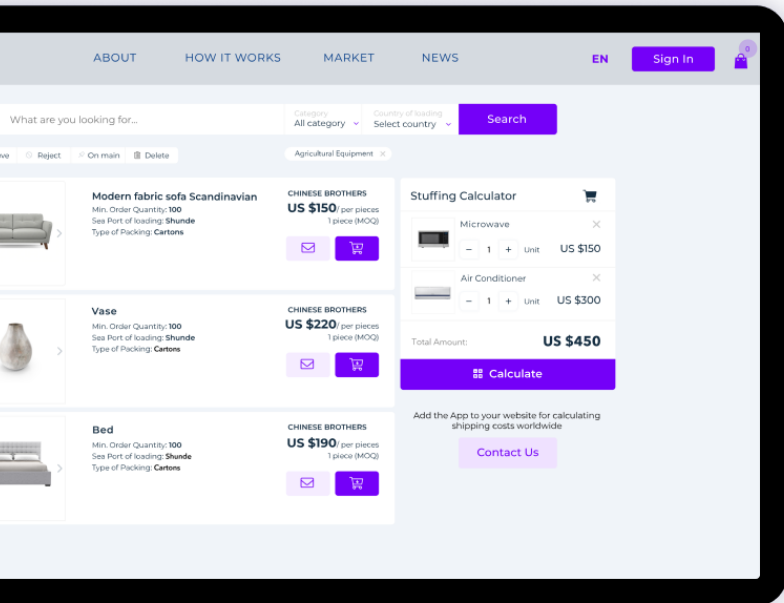 ABOUT HOW IT WORKS MARKET NEWS EN Sign In 0
What are you looking for...
Category
All category
Country of loading
Select country
Search
Reject On main Delete
Agricultural Equipment
Modern fabric sofa Scandinavian
Min. Order Quantity: 100
Sea Port of loading: Shunde
Type of Packing: Cartons
CHINESE BROTHERS
US $150/ per pieces
1 piece (MOQ)
Vase
Min. Order Quantity: 100
Sea Port of loading: Shunde
Type of Packing: Cartons
CHINESE BROTHERS
US $220/ per pieces
1 piece (MOQ)
Bed
Min. Order Quantity: 100
Sea Port of loading: Shunde
Type of Packing: Cartons
CHINESE BROTHERS
US $190/ per pieces
1 piece (MOQ)
Stuffing Calculator
Microwave
− 1 + Unit US $150
Air Conditioner
− 1 + Unit US $300
Total Amount: US $450
Calculate
Add the App to your website for calculating
shipping costs worldwide
Contact Us